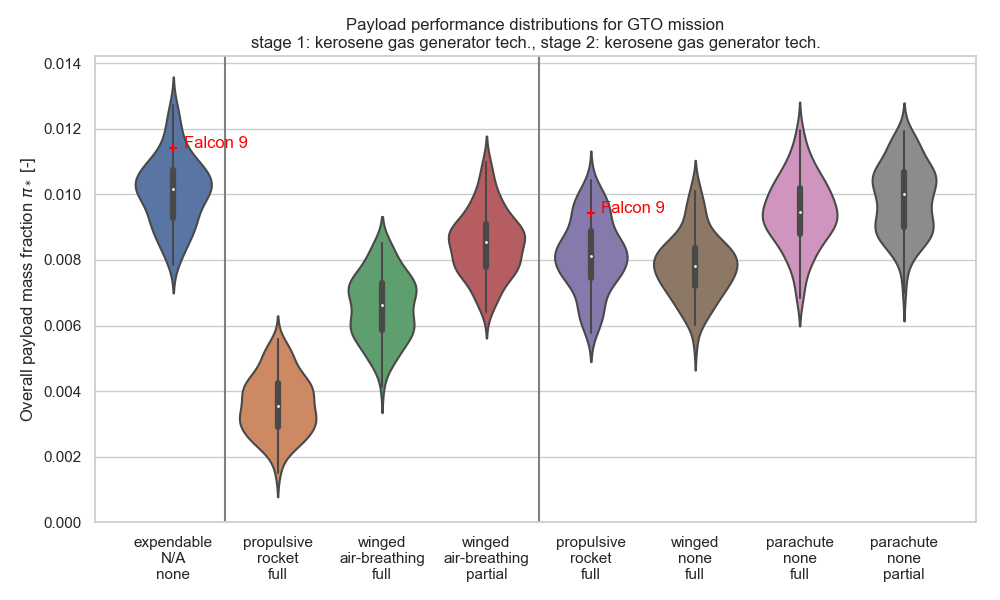 Payload performance distributions for GTO mission
stage 1: kerosene gas generator tech., stage 2: kerosene gas generator tech.
Overall payload mass fraction π* [-]
0.014
0.012
0.010
0.008
0.006
0.004
0.002
0.000
Falcon 9
Falcon 9
expendable
N/A
none
propulsive
rocket
full
winged
air-breathing
full
winged
air-breathing
partial
propulsive
rocket
full
winged
none
full
parachute
none
full
parachute
none
partial